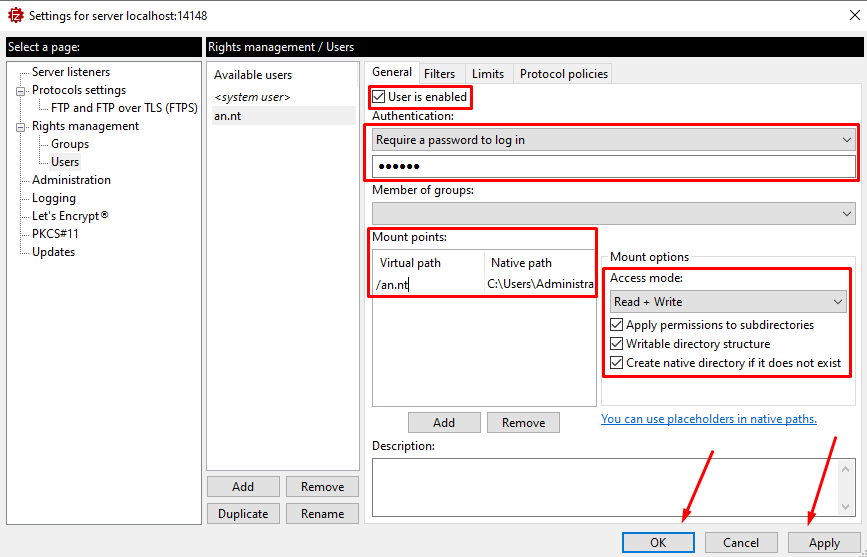 Settings for server localhost:14148
Select a page:
Server listeners
Protocols settings
FTP and FTP over TLS (FTPS)
Rights management
Groups
Users
Administration
Logging
Let's Encrypt®
PKCS#11
Updates
Rights management / Users
Available users
<system user>
an.nt
Add
Remove
Duplicate
Rename
General
Filters
Limits
Protocol policies
User is enabled
Authentication:
Require a password to log in
●●●●●●
Member of groups:
Mount points:
Virtual path
Native path
/an.nt
C:\Users\Administra
Add
Remove
Mount options
Access mode:
Read + Write
Apply permissions to subdirectories
Writable directory structure
Create native directory if it does not exist
You can use placeholders in native paths.
Description:
OK
Cancel
Apply